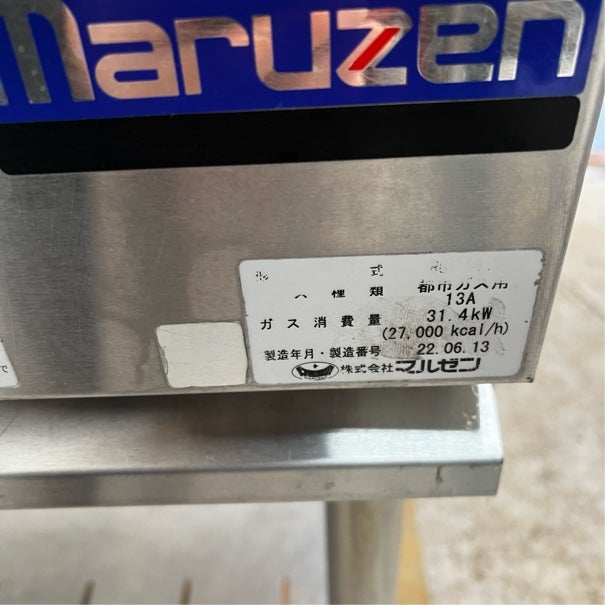 maruzen
式
種類 都市ガス用
13A
ガス消費量 31.4kW
(27,000 kcal/h)
製造年月・製造番号 22.06.13
株式会社マルゼン
で